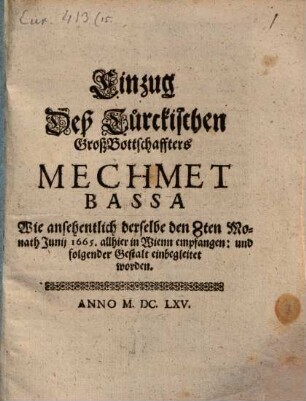 Cur. 413/15.
Einzug
Deß Türckischen
GroßBottschaffters
MECHMET
BASSA
Wie ansehentlich derselbe den 8ten Mo-
nath Junij 1665. allhier in Wienn empfangen: und
folgender Gestalt einbegleitet
worden.
ANNO M. DC. LXV.